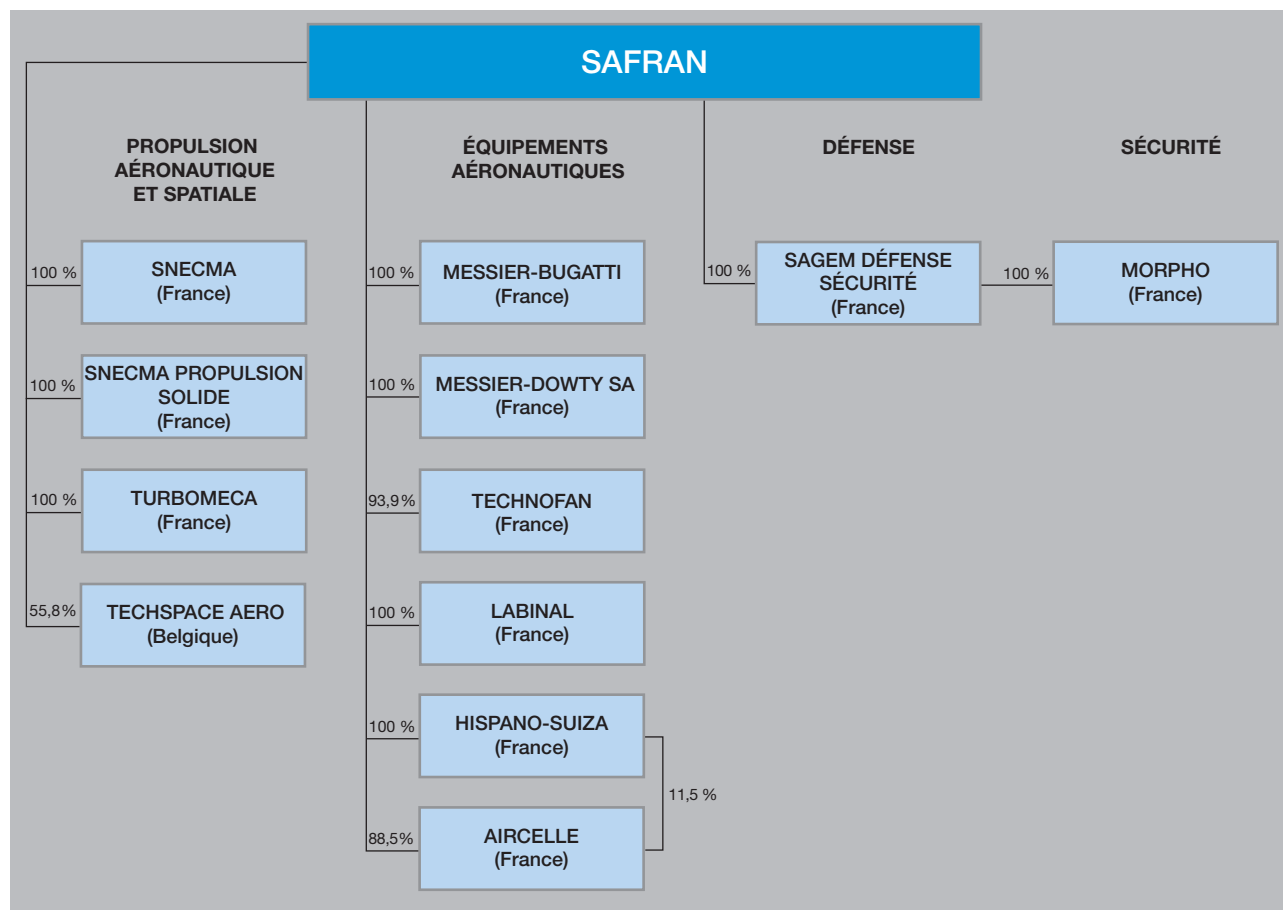 SAFRAN
PROPULSION
AÉRONAUTIQUE
ET SPATIALE
100 %
SNECMA
(France)
100 %
SNECMA PROPULSION
SOLIDE
(France)
100 %
TURBOMECA
(France)
55,8%
TECHSPACE AERO
(Belgique)
ÉQUIPEMENTS
AÉRONAUTIQUES
100 %
MESSIER-BUGATTI
(France)
100 %
MESSIER-DOWTY SA
(France)
93,9%
TECHNOFAN
(France)
100 %
LABINAL
(France)
100 %
HISPANO-SUIZA
(France)
11,5 %
88,5%
AIRCELLE
(France)
DÉFENSE
100 %
SAGEM DÉFENSE
SÉCURITÉ
(France)
SÉCURITÉ
100 %
MORPHO
(France)